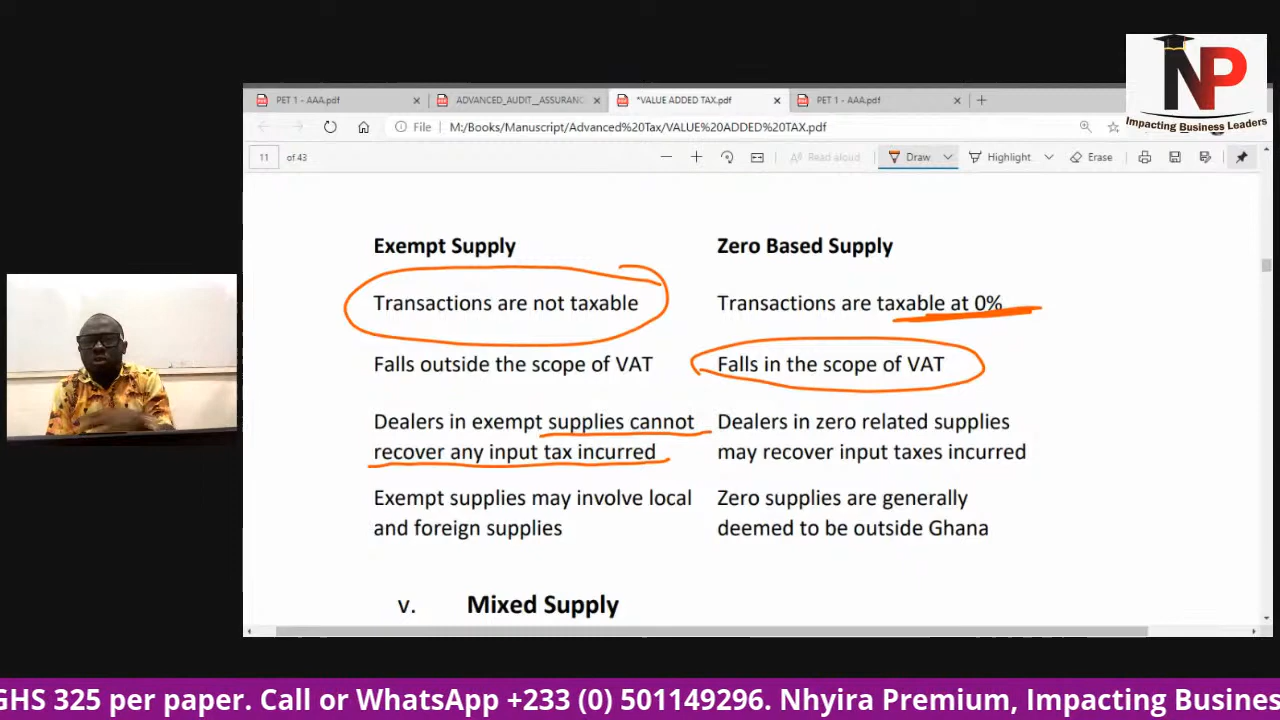 NP
Impacting Business Leaders
PET 1 - AAA.pdf
ADVANCED_AUDIT__ASSURANC
*VALUE ADDED TAX.pdf
PET 1 - AAA.pdf
File
M:/Books/Manuscript/Advanced%20Tax/VALUE%20ADDED%20TAX.pdf
11 of 43
Read aloud
Draw
Highlight
Erase
Exempt Supply
Zero Based Supply
Transactions are not taxable
Transactions are taxable at 0%
Falls outside the scope of VAT
Falls in the scope of VAT
Dealers in exempt supplies cannot
recover any input tax incurred
Dealers in zero related supplies
may recover input taxes incurred
Exempt supplies may involve local
and foreign supplies
Zero supplies are generally
deemed to be outside Ghana
v. Mixed Supply
GHS 325 per paper. Call or WhatsApp +233 (0) 501149296. Nhyira Premium, Impacting Busines